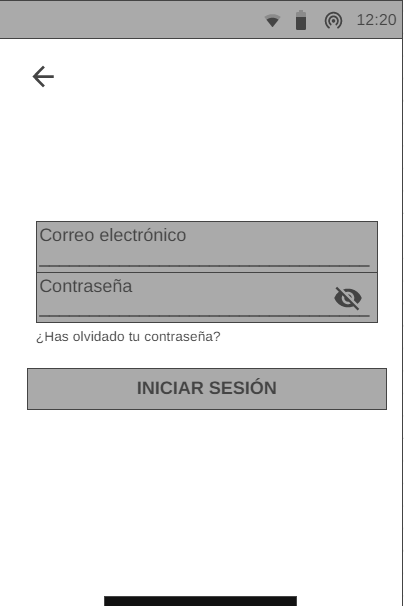 12:20
Correo electrónico
Contraseña
¿Has olvidado tu contraseña?
INICIAR SESIÓN